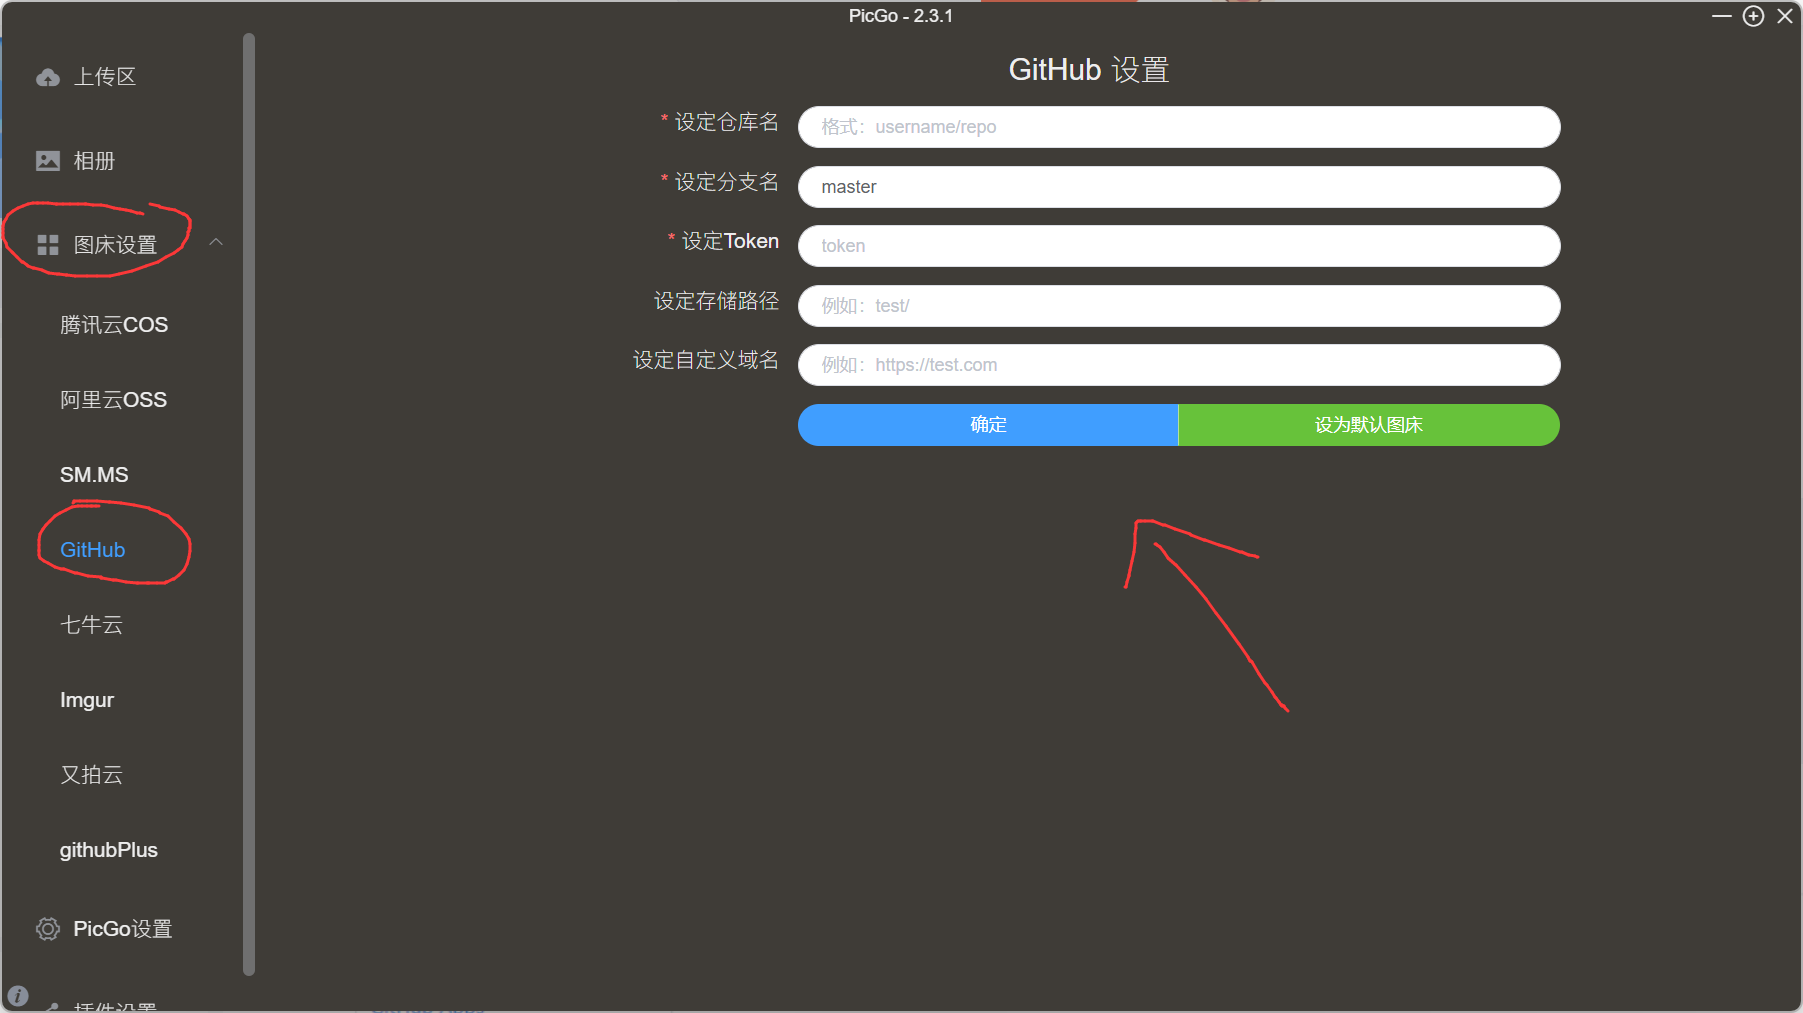 PicGo - 2.3.1
上传区
相册
图床设置
腾讯云COS
阿里云OSS
SM.MS
GitHub
七牛云
Imgur
又拍云
githubPlus
PicGo设置
插件设置
GitHub 设置
* 设定仓库名
格式：username/repo
* 设定分支名
master
* 设定Token
token
设定存储路径
例如：test/
设定自定义域名
例如：https://test.com
确定
设为默认图床